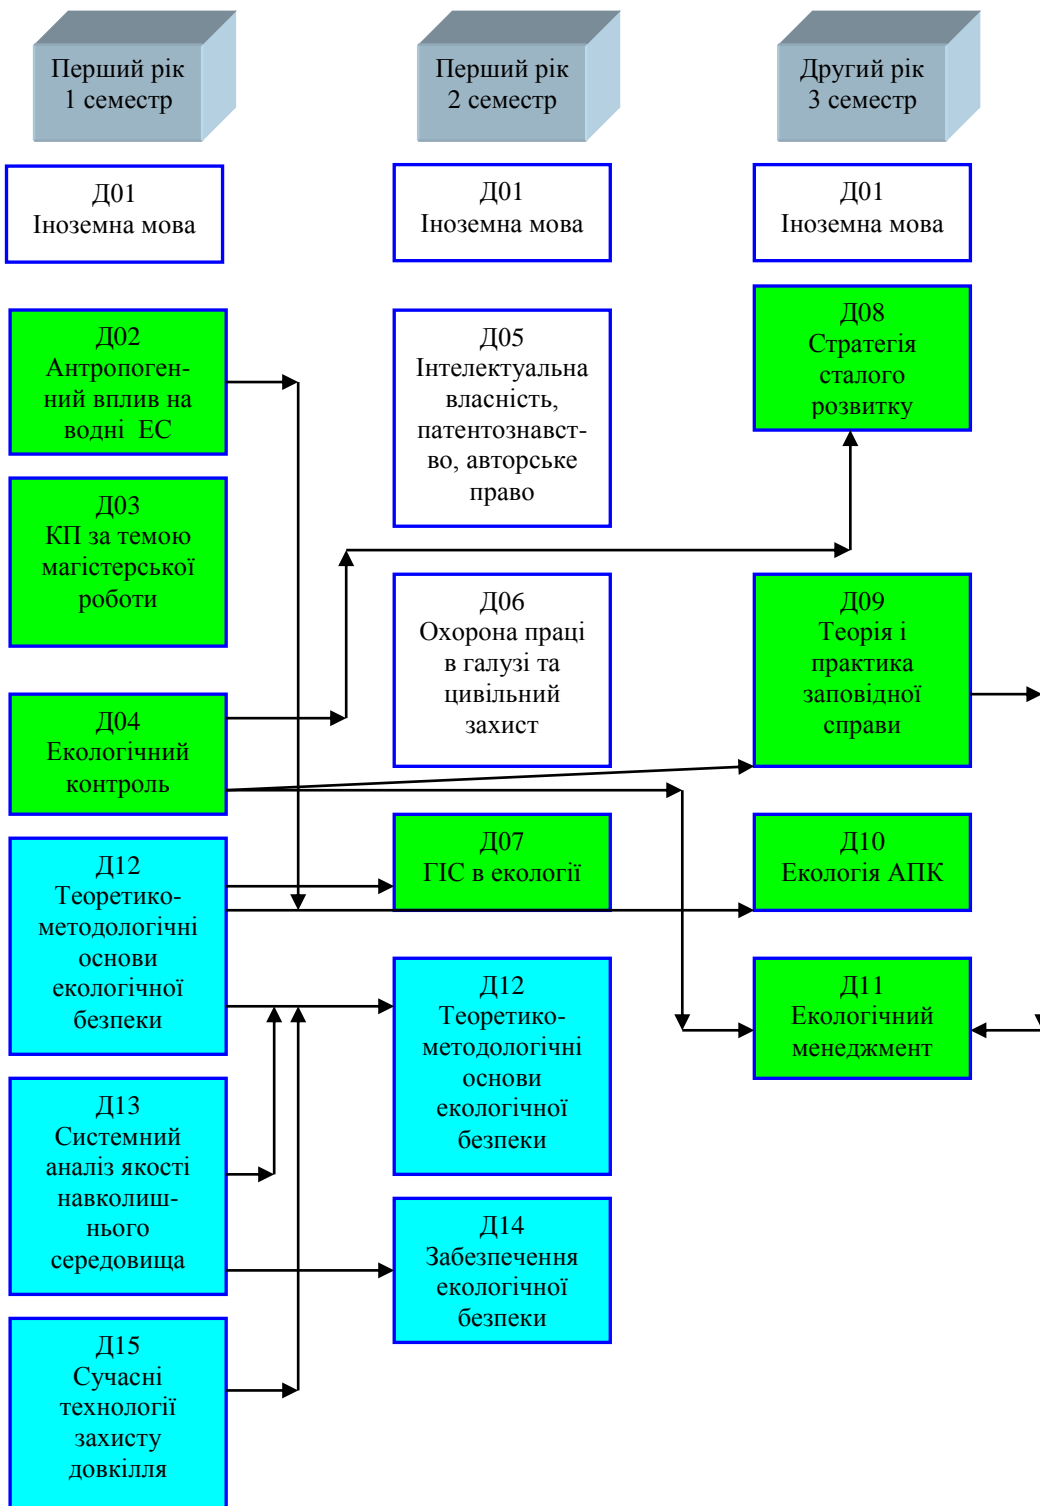 Перший рік
1 семестр
Перший рік
2 семестр
Другий рік
3 семестр
Д01
Іноземна мова
Д01
Іноземна мова
Д01
Іноземна мова
Д02
Антропоген-
ний вплив на
водні ЕС
Д05
Інтелектуальна
власність,
патентознавст-
во, авторське
право
Д08
Стратегія
сталого
розвитку
Д03
КП за темою
магістерської
роботи
Д06
Охорона праці
в галузі та
цивільний
захист
Д09
Теорія і
практика
заповідної
справи
Д04
Екологічний
контроль
Д07
ГІС в екології
Д10
Екологія АПК
Д12
Теоретико-
методологічні
основи
екологічної
безпеки
Д12
Теоретико-
методологічні
основи
екологічної
безпеки
Д11
Екологічний
менеджмент
Д13
Системний
аналіз якості
навколиш-
нього
середовища
Д14
Забезпечення
екологічної
безпеки
Д15
Сучасні
технології
захисту
довкілля